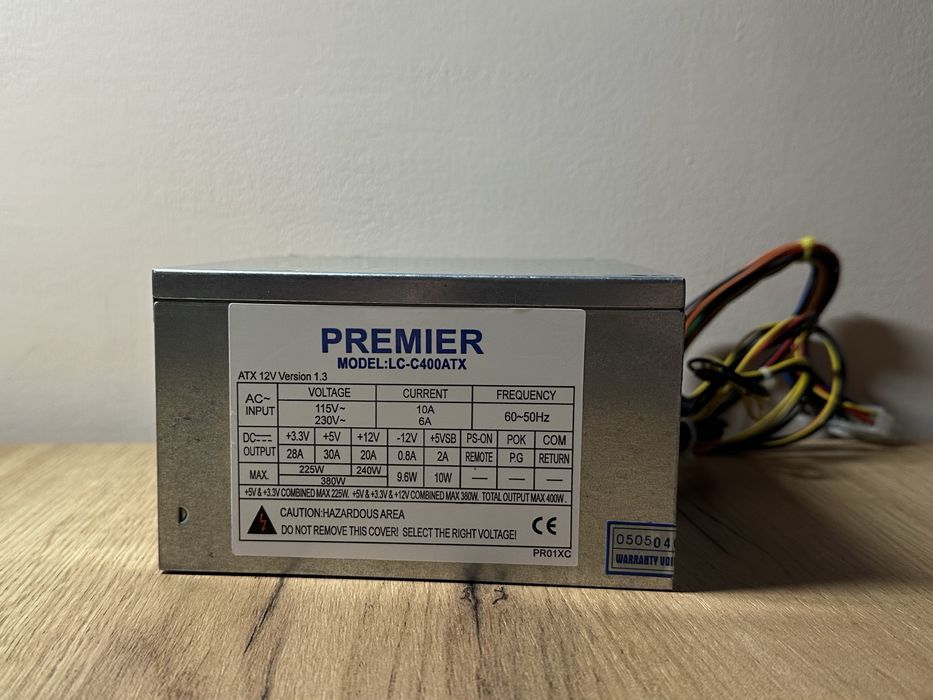 PREMIER
MODEL:LC-C400ATX
ATX 12V Version 1.3
AC~ INPUT VOLTAGE CURRENT FREQUENCY
115V~ 10A 60~50Hz
230V~ 6A
DC OUTPUT +3.3V +5V +12V -12V +5VSB PS-ON POK COM
28A 30A 20A 0.8A 2A REMOTE P.G RETURN
MAX. 225W 240W 9.6W 10W — — —
380W
+5V & +3.3V COMBINED MAX 225W. +5V & +3.3V & +12V COMBINED MAX 380W. TOTAL OUTPUT MAX 400W.
CAUTION:HAZARDOUS AREA
DO NOT REMOVE THIS COVER! SELECT THE RIGHT VOLTAGE!
CE
PR01XC
050504
WARRANTY